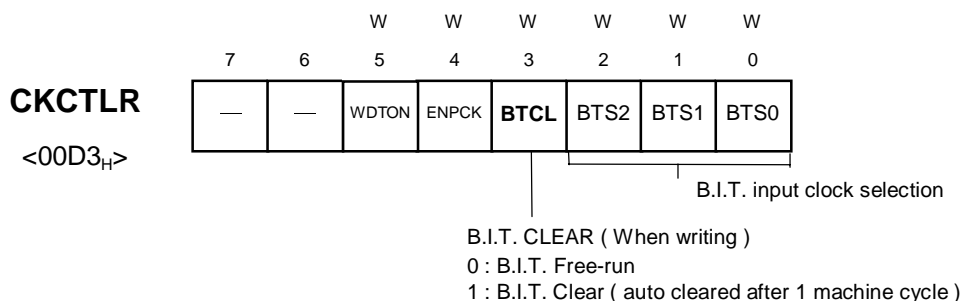 W W W W W W
7 6 5 4 3 2 1 0
CKCTLR — — WDTON ENPCK BTCL BTS2 BTS1 BTS0
<00D3H>
B.I.T. input clock selection
B.I.T. CLEAR ( When writing )
0 : B.I.T. Free-run
1 : B.I.T. Clear ( auto cleared after 1 machine cycle )